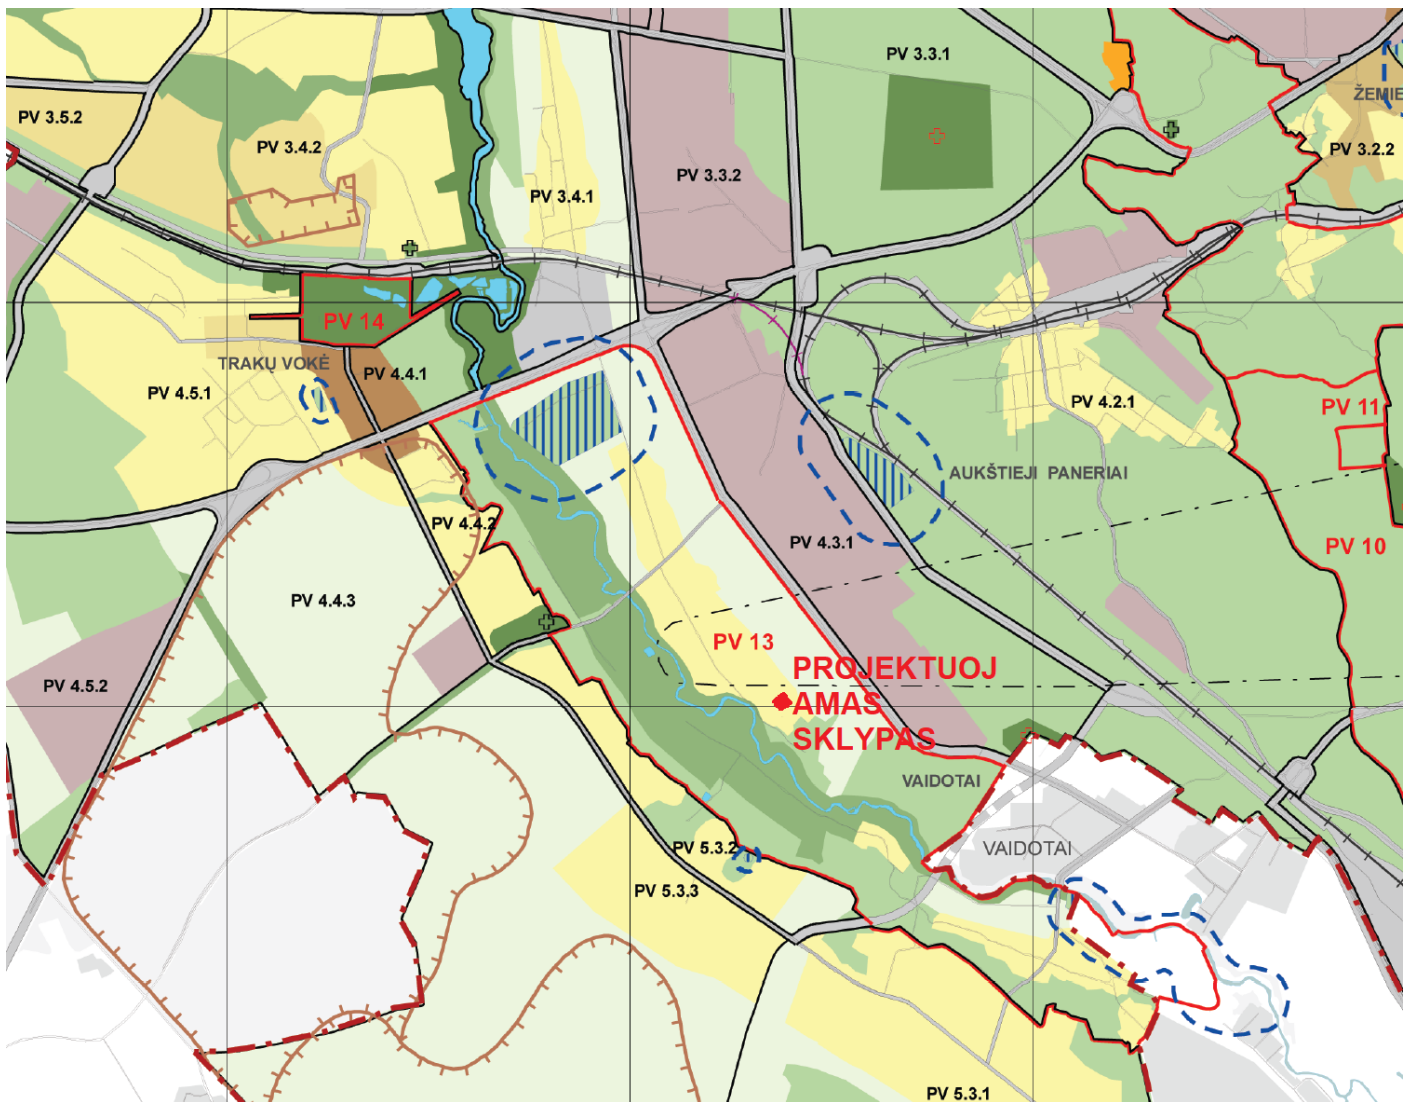 PV 3.3.1
ŽEMIE
PV 3.5.2
PV 3.4.2
PV 3.2.2
PV 3.3.2
PV 3.4.1
PV 14
TRAKŲ VOKĖ
PV 4.4.1
PV 4.5.1
PV 4.2.1
PV 11
AUKŠTIEJI PANERIAI
PV 4.4.2
PV 4.3.1
PV 10
PV 4.4.3
PV 13
PROJEKTUOJ
AMAS
SKLYPAS
PV 4.5.2
VAIDOTAI
VAIDOTAI
PV 5.3.2
PV 5.3.3
PV 5.3.1